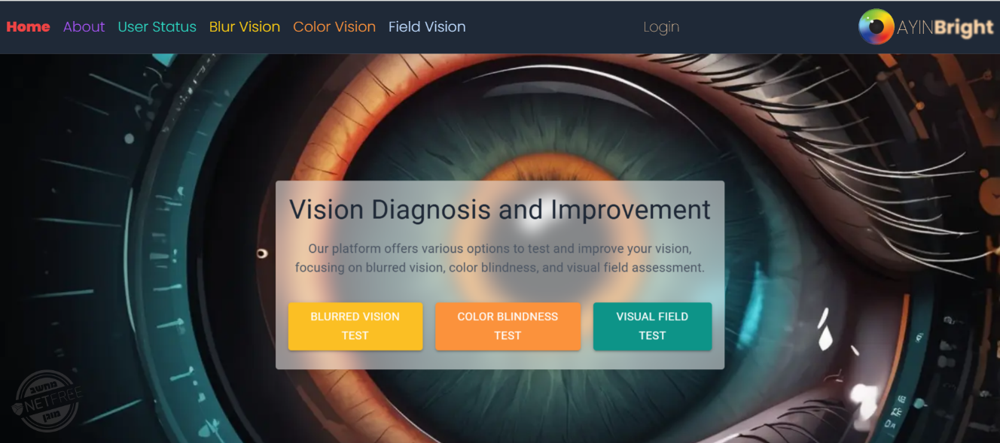 Home About User Status Blur Vision Color Vision Field Vision Login AYINBright
Vision Diagnosis and Improvement
Our platform offers various options to test and improve your vision,
focusing on blurred vision, color blindness, and visual field assessment.
BLURRED VISION
TEST
COLOR BLINDNESS
TEST
VISUAL FIELD
TEST
מחשב
NETFREE
מוגן